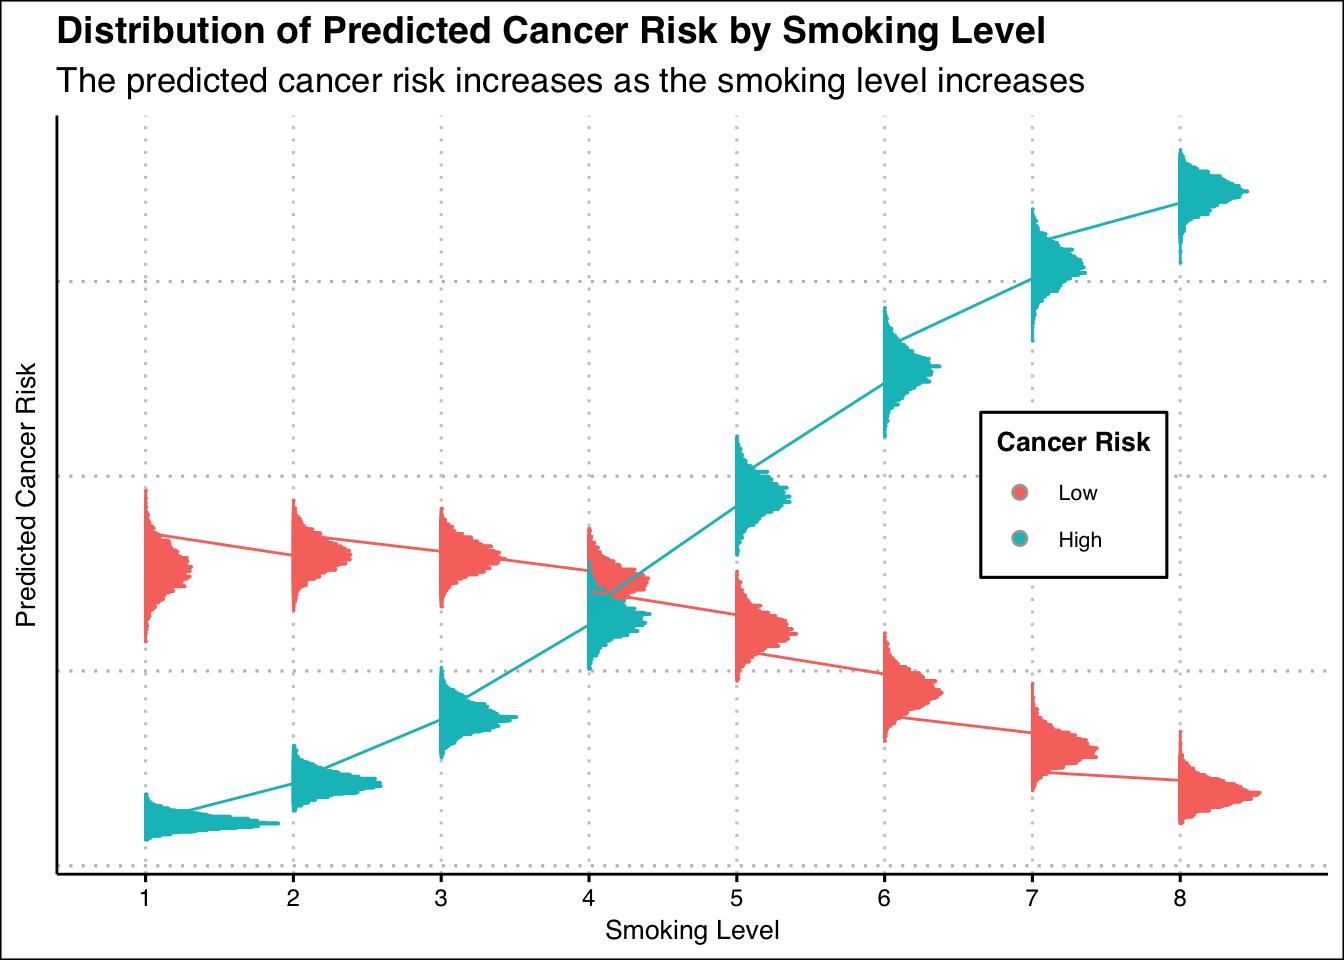 Distribution of Predicted Cancer Risk by Smoking Level
The predicted cancer risk increases as the smoking level increases
Predicted Cancer Risk
Cancer Risk
Low
High
1 2 3 4 5 6 7 8
Smoking Level